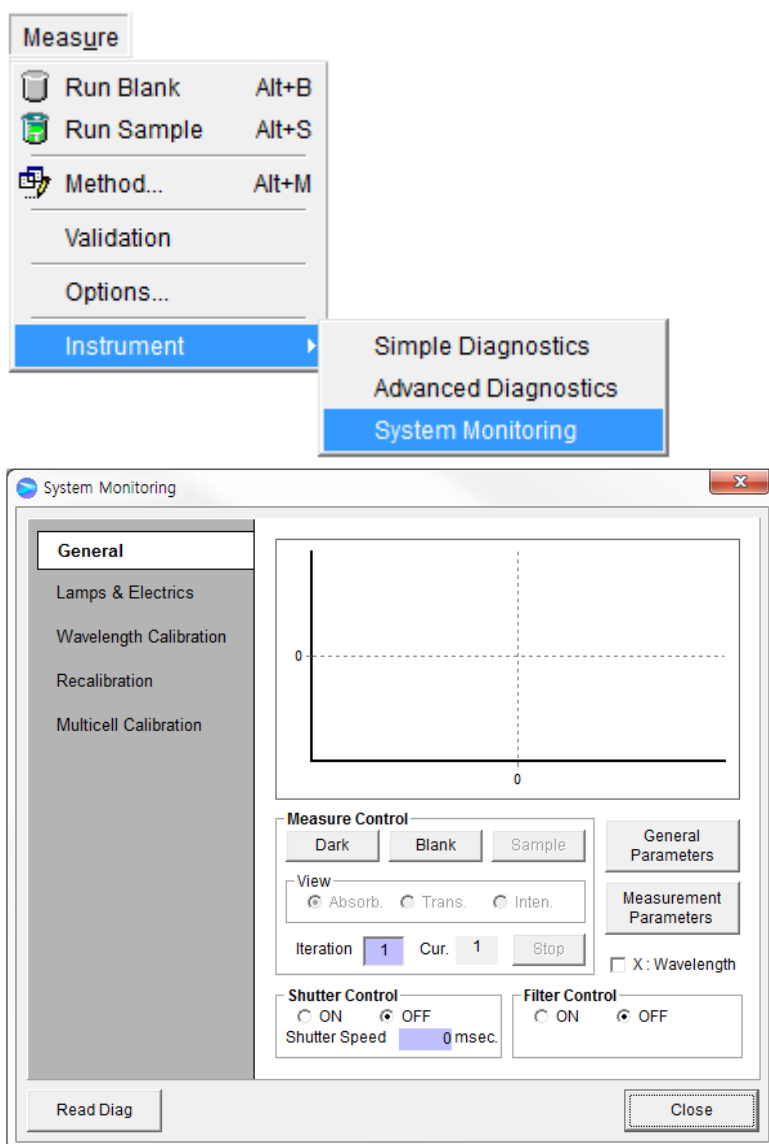 Measure
Run Blank Alt+B
Run Sample Alt+S
Method... Alt+M
Validation
Options...
Instrument
Simple Diagnostics
Advanced Diagnostics
System Monitoring
System Monitoring
General
Lamps & Electrics
Wavelength Calibration
Recalibration
Multicell Calibration
0
0
Measure Control
Dark Blank Sample
View
Absorb. Trans. Inten.
Iteration 1 Cur. 1 Stop
General
Parameters
Measurement
Parameters
X : Wavelength
Shutter Control
ON OFF
Shutter Speed 0 msec.
Filter Control
ON OFF
Read Diag
Close